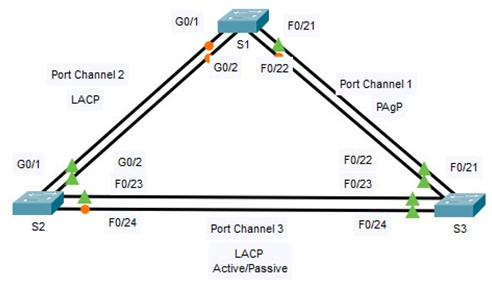 G0/1
F0/21
S1
G0/2
F0/22
Port Channel 2
LACP
Port Channel 1
PAgP
G0/1
G0/2
F0/23
F0/22
F0/23
F0/21
F0/24
F0/24
S2
S3
Port Channel 3
LACP
Active/Passive